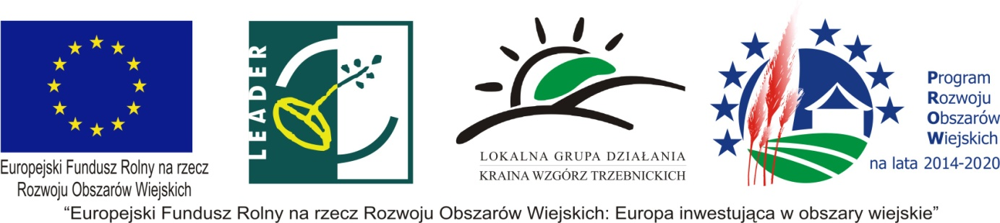 Europejski Fundusz Rolny na rzecz
Rozwoju Obszarów Wiejskich
LEADER
LOKALNA GRUPA DZIAŁANIA
KRAINA WZGÓRZ TRZEBNICKICH
Program
Rozwoju
Obszarów
Wiejskich
na lata 2014-2020
“Europejski Fundusz Rolny na rzecz Rozwoju Obszarów Wiejskich: Europa inwestująca w obszary wiejskie”